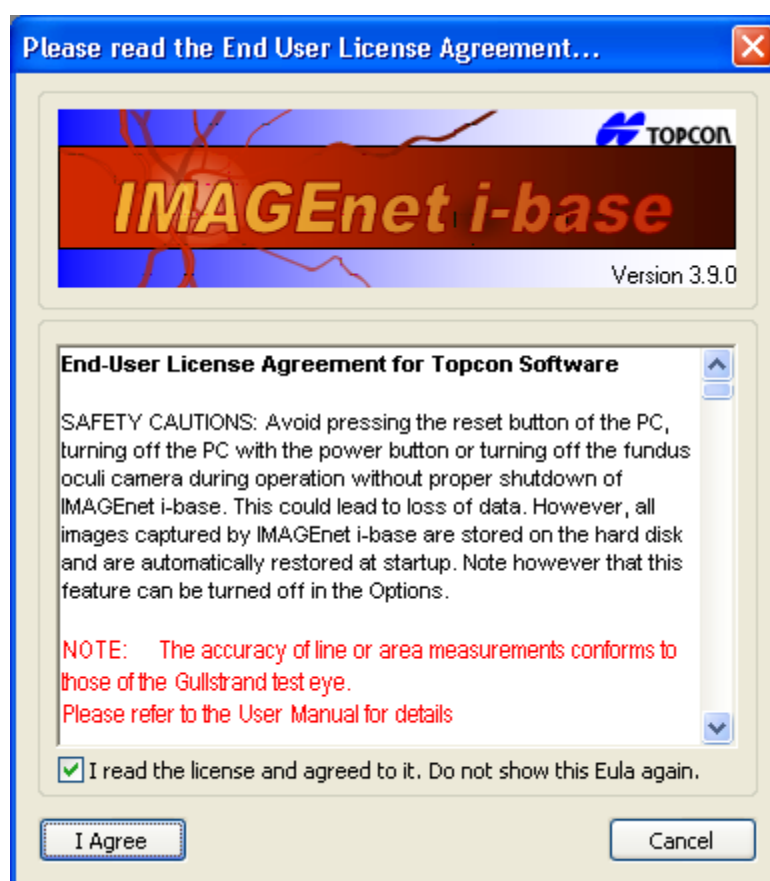 Please read the End User License Agreement...
TOPCON
IMAGEnet i-base
Version 3.9.0
End-User License Agreement for Topcon Software
SAFETY CAUTIONS: Avoid pressing the reset button of the PC,
turning off the PC with the power button or turning off the fundus
oculi camera during operation without proper shutdown of
IMAGEnet i-base. This could lead to loss of data. However, all
images captured by IMAGEnet i-base are stored on the hard disk
and are automatically restored at startup. Note however that this
feature can be turned off in the Options.
NOTE: The accuracy of line or area measurements conforms to
those of the Gullstrand test eye.
Please refer to the User Manual for details
I read the license and agreed to it. Do not show this Eula again.
I Agree
Cancel